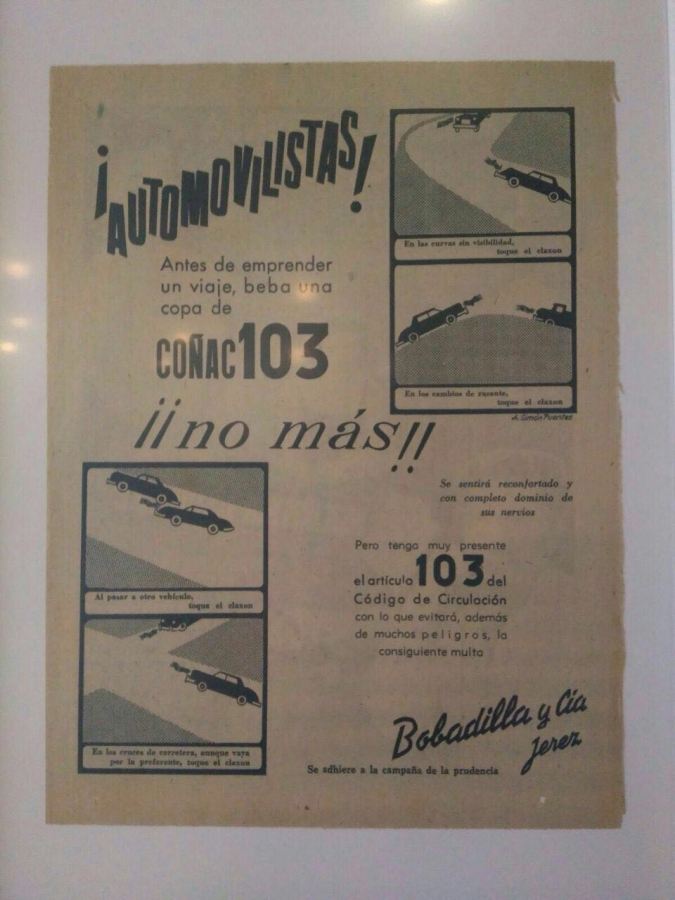 ¡AUTOMOVILISTAS!
Antes de emprender
un viaje, beba una
copa de
COÑAC 103
¡¡no más!!
En las curvas sin visibilidad,
toque el claxon
En los cambios de rasante,
toque el claxon
A. Simón Fuentes
Se sentirá reconfortado y
con completo dominio de
sus nervios
Al pasar a otro vehículo,
toque el claxon
En los cruces de carretera, aunque vaya
por la preferente, toque el claxon
Pero tenga muy presente
el artículo 103 del
Código de Circulación
con lo que evitará, además
de muchos peligros, la
consiguiente multa
Bobadilla y Cía
Jerez
Se adhiere a la campaña de la prudencia